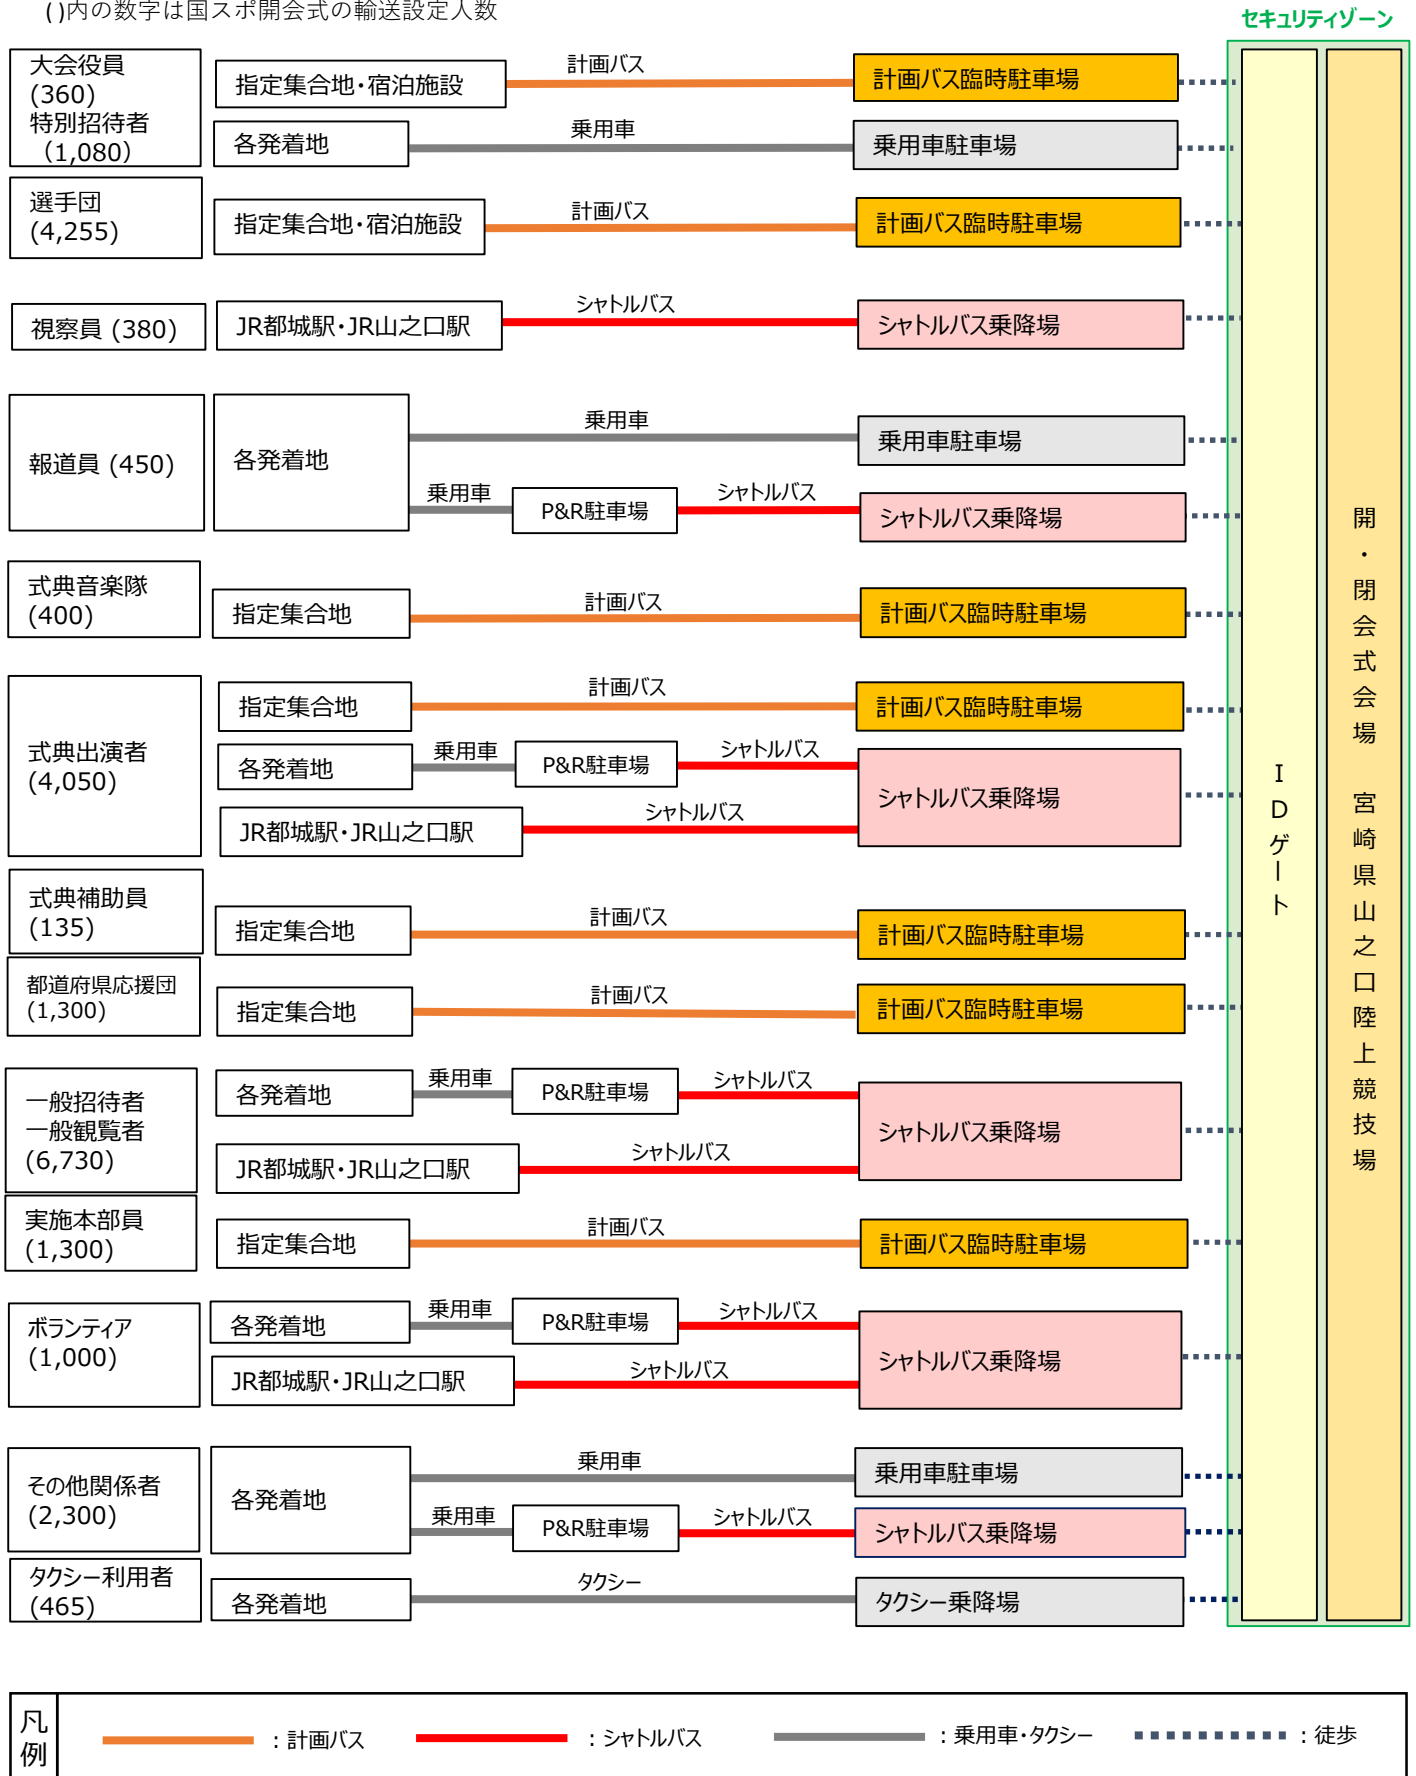 ( )内の数字は国スポ開会式の輸送設定人数
セキュリティゾーン
大会役員
(360)
特別招待者
(1,080)
指定集合地・宿泊施設
計画バス
計画バス臨時駐車場
各発着地
乗用車
乗用車駐車場
選手団
(4,255)
指定集合地・宿泊施設
計画バス
計画バス臨時駐車場
視察員 (380)
JR都城駅・JR山之口駅
シャトルバス
シャトルバス乗降場
報道員 (450)
各発着地
乗用車
乗用車駐車場
乗用車
P&R駐車場
シャトルバス
シャトルバス乗降場
式典音楽隊
(400)
指定集合地
計画バス
計画バス臨時駐車場
式典出演者
(4,050)
指定集合地
計画バス
計画バス臨時駐車場
各発着地
乗用車
P&R駐車場
シャトルバス
シャトルバス乗降場
JR都城駅・JR山之口駅
シャトルバス
式典補助員
(135)
指定集合地
計画バス
計画バス臨時駐車場
都道府県応援団
(1,300)
指定集合地
計画バス
計画バス臨時駐車場
一般招待者
一般観覧者
(6,730)
各発着地
乗用車
P&R駐車場
シャトルバス
シャトルバス乗降場
JR都城駅・JR山之口駅
シャトルバス
実施本部員
(1,300)
指定集合地
計画バス
計画バス臨時駐車場
ボランティア
(1,000)
各発着地
乗用車
P&R駐車場
シャトルバス
シャトルバス乗降場
JR都城駅・JR山之口駅
シャトルバス
その他関係者
(2,300)
各発着地
乗用車
乗用車駐車場
乗用車
P&R駐車場
シャトルバス
シャトルバス乗降場
タクシー利用者
(465)
各発着地
タクシー
タクシー乗降場
IDゲート
開・閉会式会場 宮崎県山之口陸上競技場
凡例
：計画バス
：シャトルバス
：乗用車・タクシー
：徒歩